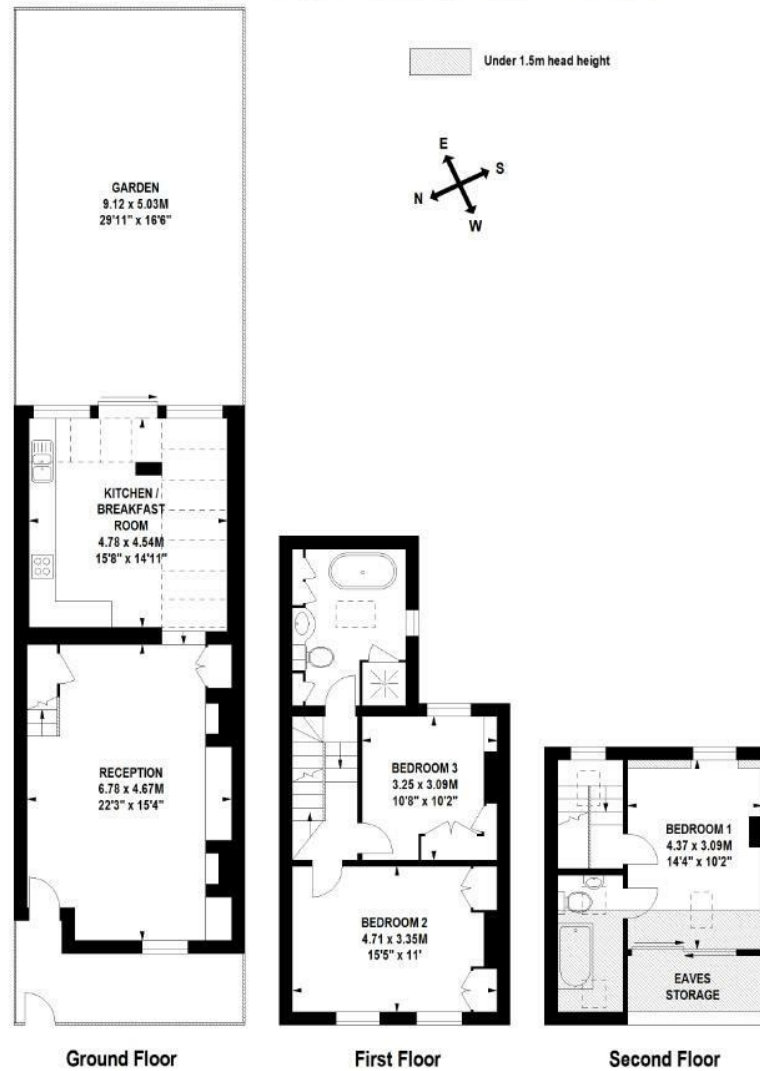 Under 1.5m head height
E
S
N
W
GARDEN
9.12 x 5.03M
29'11" x 16'6"
KITCHEN /
BREAKFAST
ROOM
4.78 x 4.54M
15'8" x 14'11"
RECEPTION
6.78 x 4.67M
22'3" x 15'4"
BEDROOM 3
3.25 x 3.09M
10'8" x 10'2"
BEDROOM 2
4.71 x 3.35M
15'5" x 11'
BEDROOM 1
4.37 x 3.09M
14'4" x 10'2"
EAVES
STORAGE
Ground Floor
First Floor
Second Floor